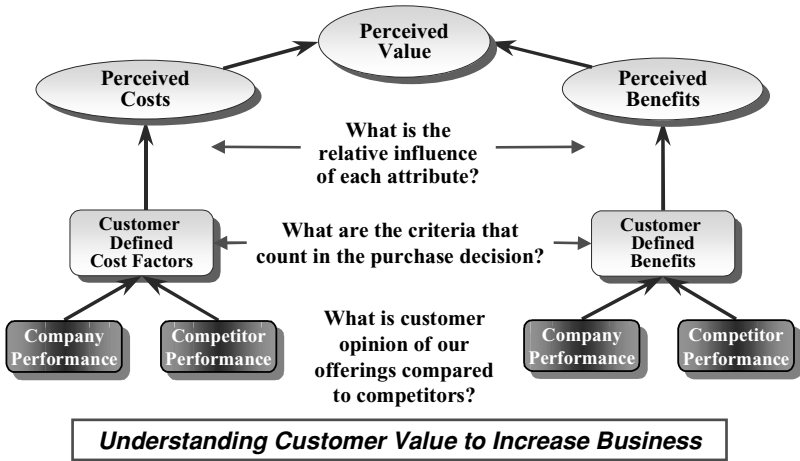 Perceived
Value
Perceived
Costs
Perceived
Benefits
What is the
relative influence
of each attribute?
Customer
Defined
Cost Factors
What are the criteria that
count in the purchase decision?
Customer
Defined
Benefits
Company
Performance
Competitor
Performance
What is customer
opinion of our
offerings compared
to competitors?
Company
Performance
Competitor
Performance
Understanding Customer Value to Increase Business